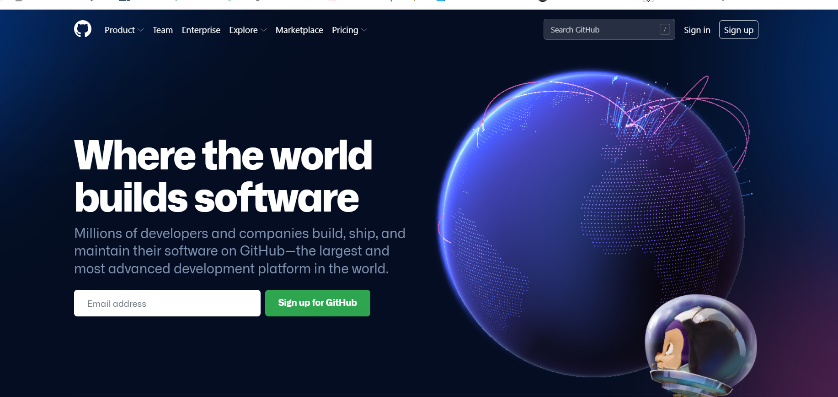 Product Team Enterprise Explore Marketplace Pricing Search GitHub / Sign in Sign up
Where the world
builds software
Millions of developers and companies build, ship, and
maintain their software on GitHub—the largest and
most advanced development platform in the world.
Email address Sign up for GitHub